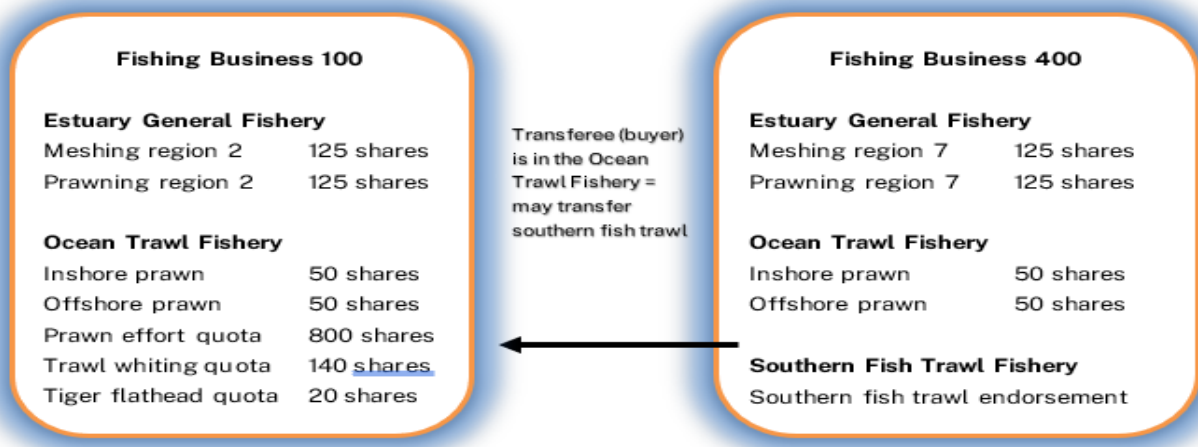 Fishing Business 100
Estuary General Fishery
Meshing region 2 125 shares
Prawning region 2 125 shares
Ocean Trawl Fishery
Inshore prawn 50 shares
Offshore prawn 50 shares
Prawn effort quota 800 shares
Trawl whiting quota 140 shares
Tiger flathead quota 20 shares
Transferee (buyer)
is in the Ocean
Trawl Fishery =
may transfer
southern fish trawl
Fishing Business 400
Estuary General Fishery
Meshing region 7 125 shares
Prawning region 7 125 shares
Ocean Trawl Fishery
Inshore prawn 50 shares
Offshore prawn 50 shares
Southern Fish Trawl Fishery
Southern fish trawl endorsement